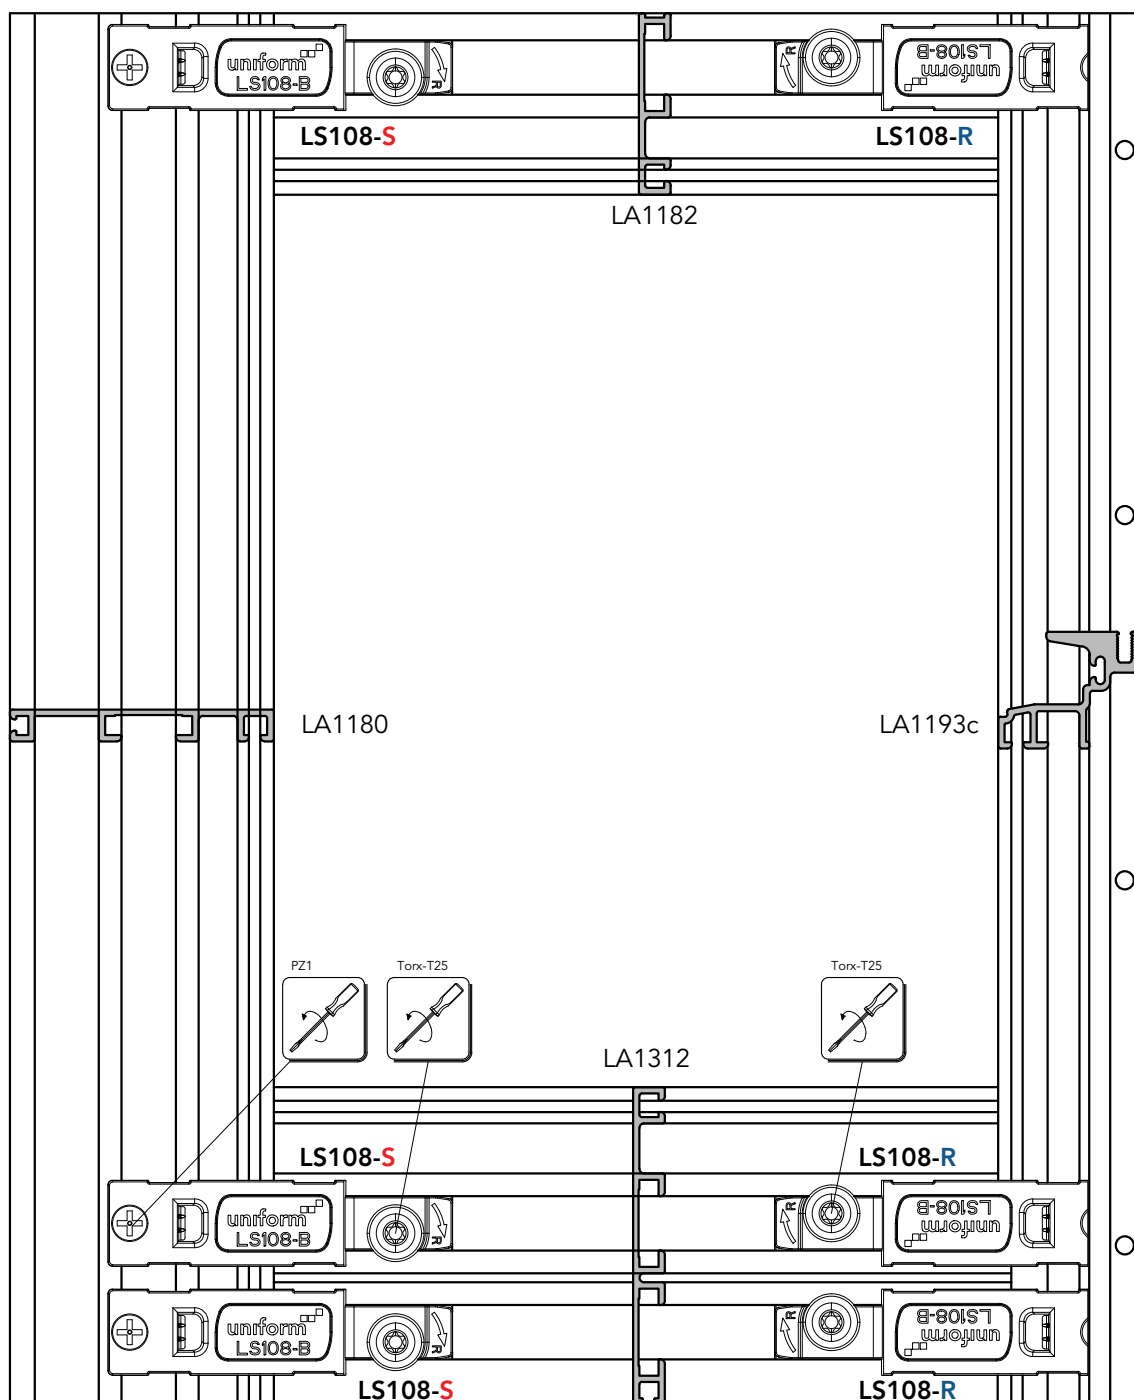 uniform
LS108-B
R
R
uniform
LS108-B
LS108-S
LS108-R
LA1182
LA1180
LA1193c
PZ1
Torx-T25
Torx-T25
LA1312
LS108-S
LS108-R
uniform
LS108-B
R
R
uniform
LS108-B
uniform
LS108-B
R
R
uniform
LS108-B
LS108-S
LS108-R